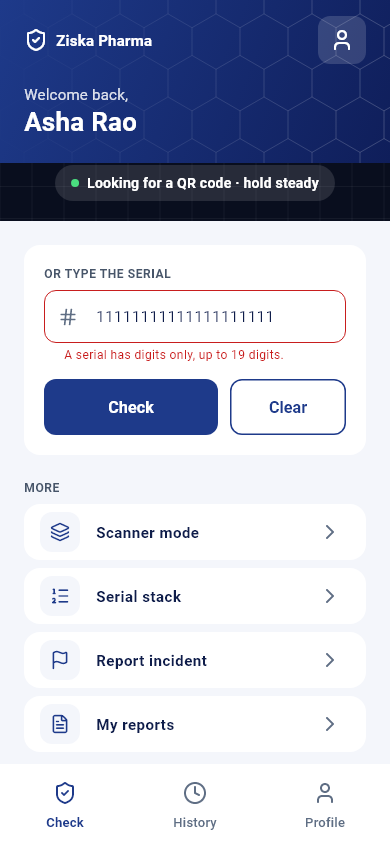 Ziska Pharma
Welcome back,
Asha Rao
Looking for a QR code · hold steady
OR TYPE THE SERIAL
11111111111111111111
A serial has digits only, up to 19 digits.
Check
Clear
MORE
Scanner mode
Serial stack
Report incident
My reports
Check
History
Profile